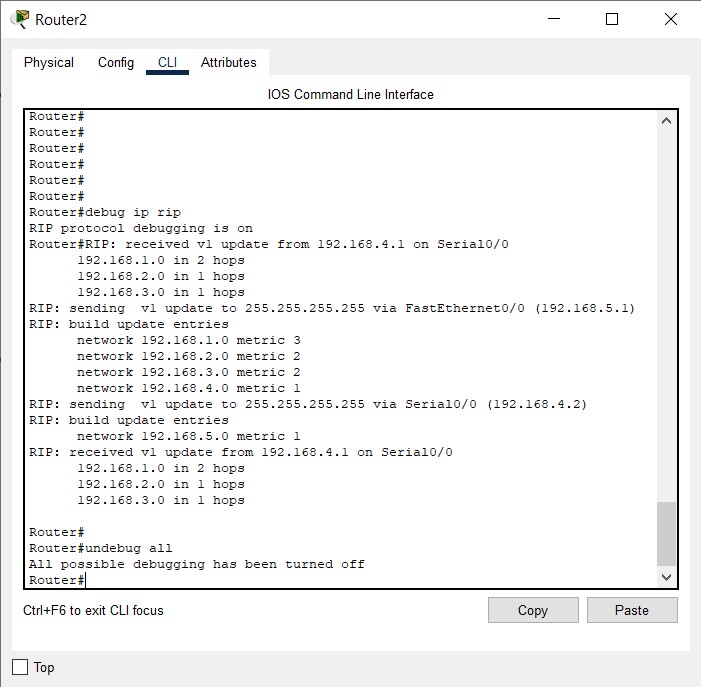 Router2
Physical Config CLI Attributes
IOS Command Line Interface
Router#
Router#
Router#
Router#
Router#
Router#
Router#debug ip rip
RIP protocol debugging is on
Router#RIP: received v1 update from 192.168.4.1 on Serial0/0
192.168.1.0 in 2 hops
192.168.2.0 in 1 hops
192.168.3.0 in 1 hops
RIP: sending  v1 update to 255.255.255.255 via FastEthernet0/0 (192.168.5.1)
RIP: build update entries
network 192.168.1.0 metric 3
network 192.168.2.0 metric 2
network 192.168.3.0 metric 2
network 192.168.4.0 metric 1
RIP: sending  v1 update to 255.255.255.255 via Serial0/0 (192.168.4.2)
RIP: build update entries
network 192.168.5.0 metric 1
RIP: received v1 update from 192.168.4.1 on Serial0/0
192.168.1.0 in 2 hops
192.168.2.0 in 1 hops
192.168.3.0 in 1 hops
Router#
Router#undebug all
All possible debugging has been turned off
Router#
Ctrl+F6 to exit CLI focus Copy Paste
Top